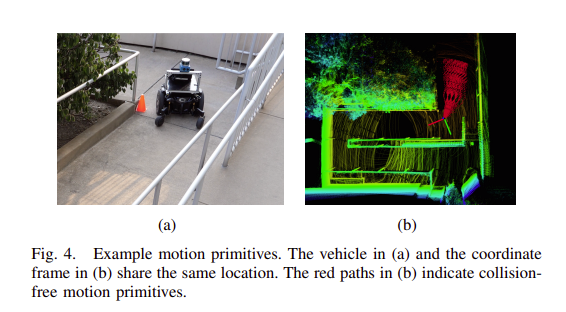 (a)
(b)
Fig. 4. Example motion primitives. The vehicle in (a) and the coordinate
frame in (b) share the same location. The red paths in (b) indicate collision-
free motion primitives.